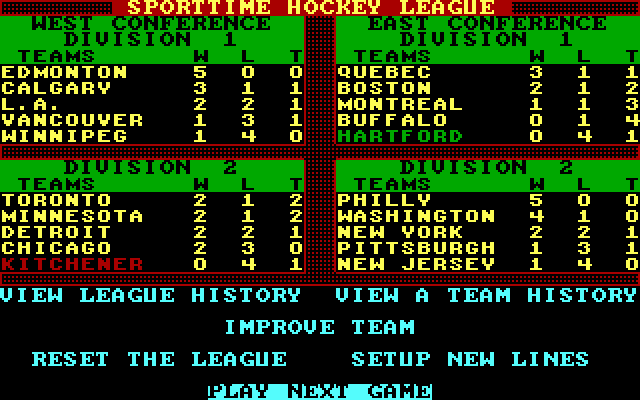 SPORTTIME HOCKEY LEAGUE
WEST CONFERENCE
DIVISION 1
TEAMS W L T
EDMONTON 5 0 0
CALGARY 3 1 1
L.A. 2 2 1
VANCOUVER 1 3 1
WINNIPEG 1 4 0
EAST CONFERENCE
DIVISION 1
TEAMS W L T
QUEBEC 3 1 1
BOSTON 2 1 2
MONTREAL 1 1 3
BUFFALO 0 1 4
HARTFORD 0 4 1
DIVISION 2
TEAMS W L T
TORONTO 2 1 2
MINNESOTA 2 1 2
DETROIT 2 2 1
CHICAGO 2 3 0
KITCHENER 0 4 1
DIVISION 2
TEAMS W L T
PHILLY 5 0 0
WASHINGTON 4 1 0
NEW YORK 2 2 1
PITTSBURGH 1 3 1
NEW JERSEY 1 4 0
VIEW LEAGUE HISTORY VIEW A TEAM HISTORY
IMPROVE TEAM
RESET THE LEAGUE SETUP NEW LINES
PLAY NEXT GAME